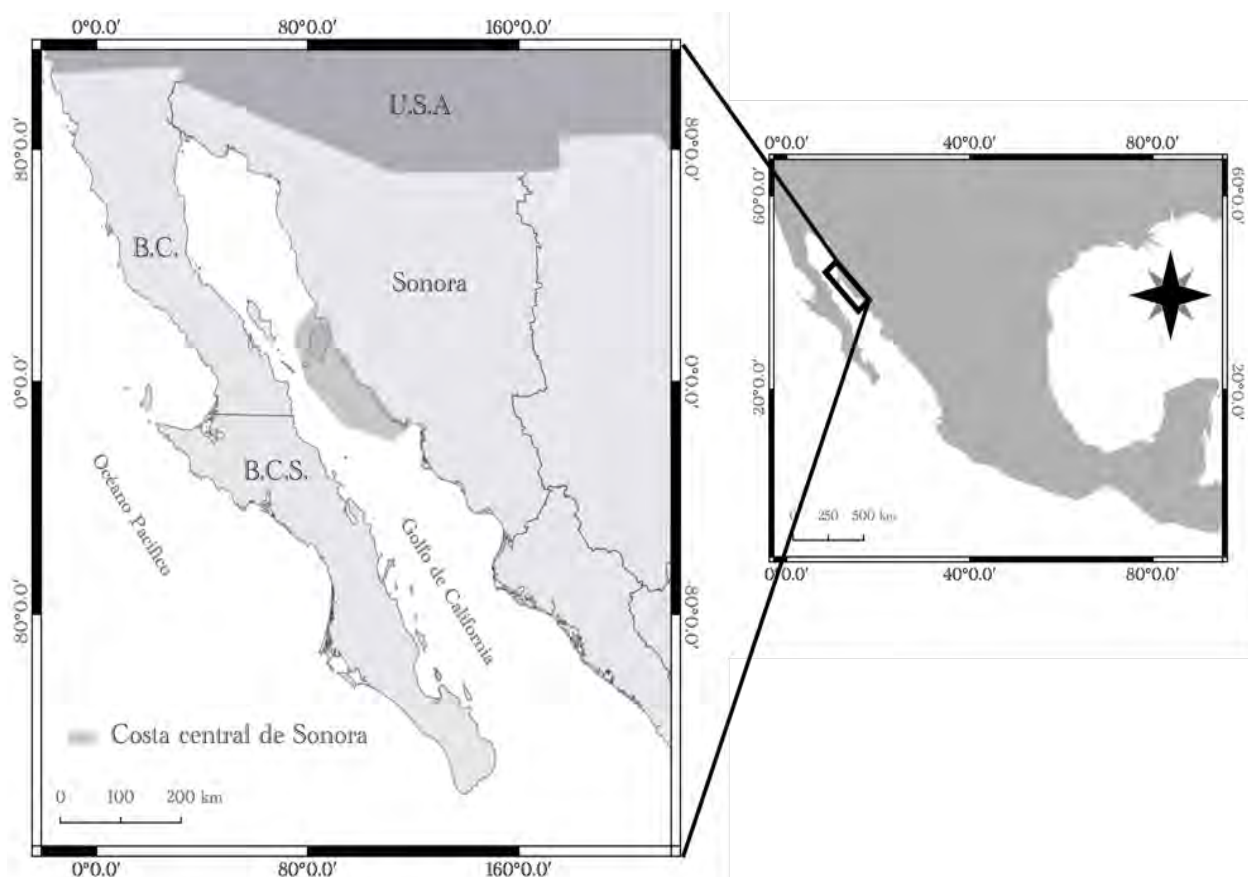 0°0.0′ 80°0.0′ 160°0.0′
U.S.A
80°0.0′ 80°0.0′
B.C.
Sonora
0°0.0′ 0°0.0′
B.C.S.
Océano Pacífico
Golfo de California
80°0.0′ 80°0.0′
Costa central de Sonora
0 100 200 km
0°0.0′ 80°0.0′ 160°0.0′
0°0.0′ 40°0.0′ 80°0.0′
60°0.0′ 60°0.0′
20°0.0′ 20°0.0′
0 250 500 km
0°0.0′ 40°0.0′ 80°0.0′